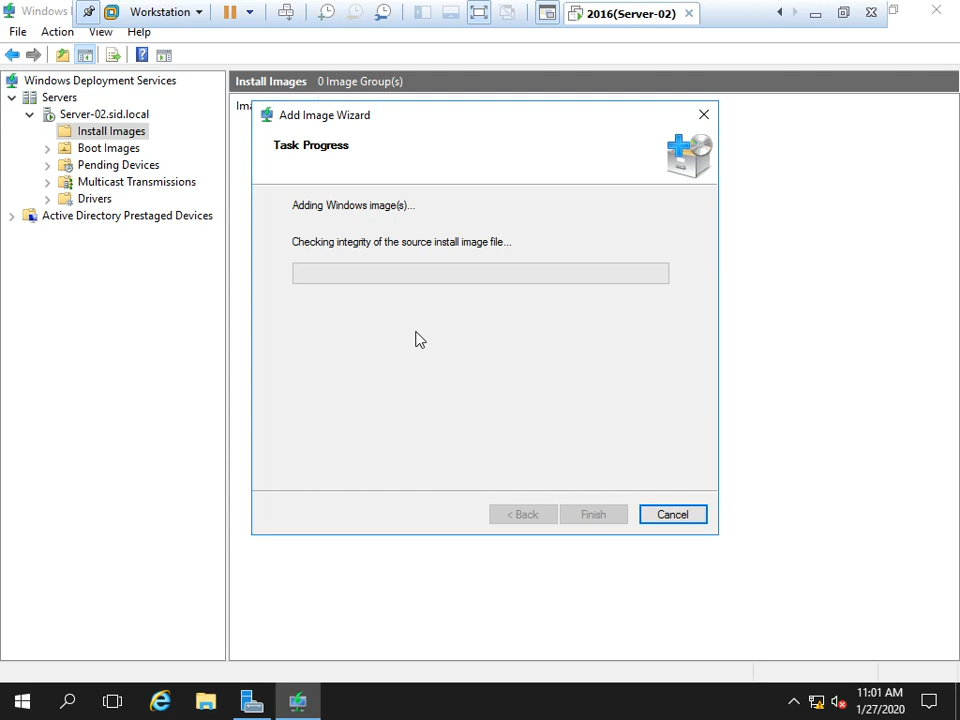 Windows
Workstation
2016(Server-02)
File Action View Help
Windows Deployment Services
Servers
Server-02.sid.local
Install Images
Boot Images
Pending Devices
Multicast Transmissions
Drivers
Active Directory Prestaged Devices
Install Images 0 Image Group(s)
Add Image Wizard
Task Progress
Adding Windows image(s)...
Checking integrity of the source install image file...
< Back Finish Cancel
11:01 AM
1/27/2020